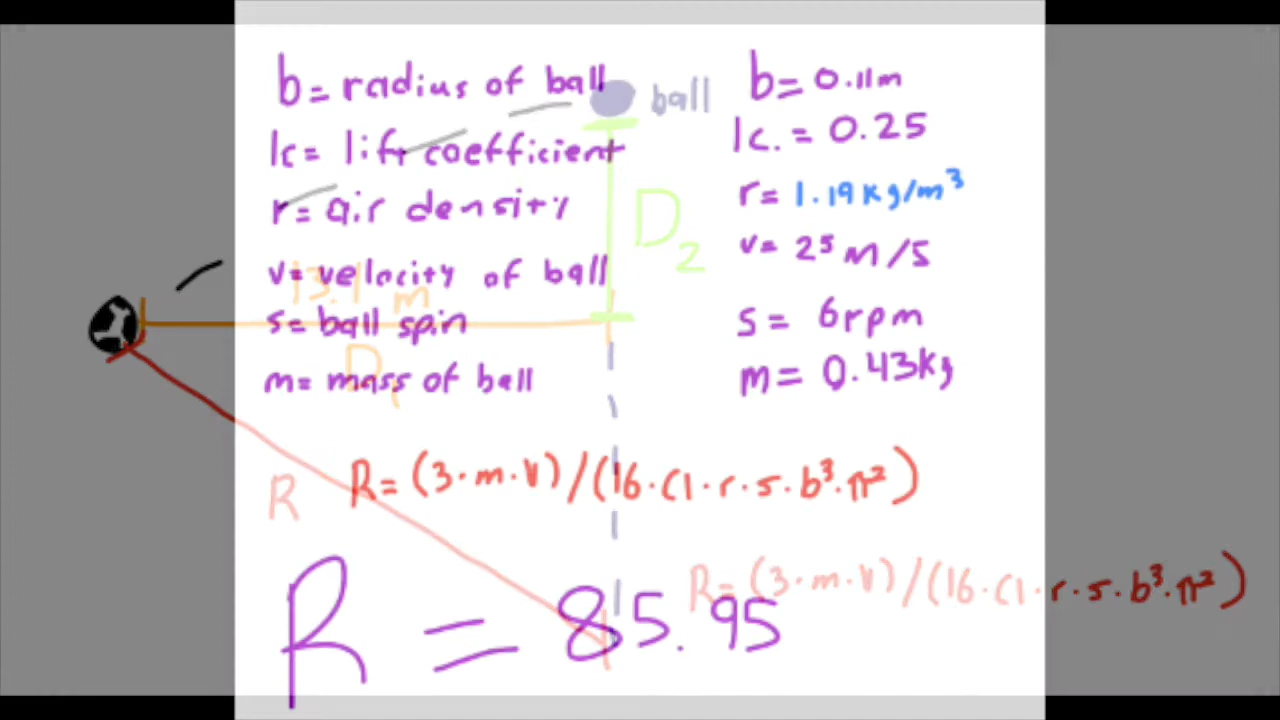 b= radius of ball
ball
b= 0.11m
lc= lift coefficient
lc. = 0.25
r= air density
r= 1.19kg/m³
D₂
v= velocity of ball
v= 25 m/s
m
s= ball spin
s= 6rpm
D₁
m= mass of ball
m= 0.43kg
R
R= (3·m·v)/(16·Cl·r·s·b³·π²)
R= (3·m·v)/(16·Cl·r·s·b³·π²)
R = 85.95